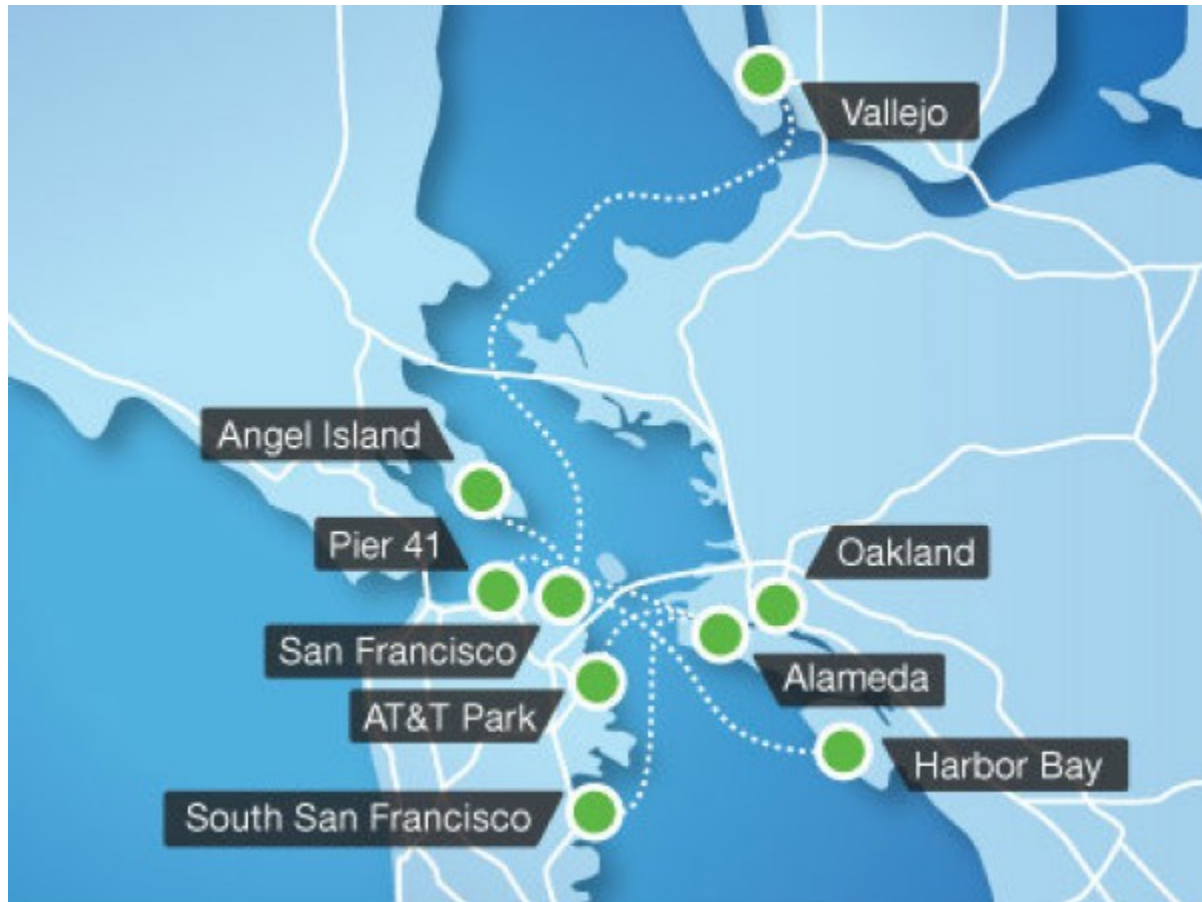 Vallejo
Angel Island
Pier 41
Oakland
San Francisco
Alameda
AT&T Park
Harbor Bay
South San Francisco